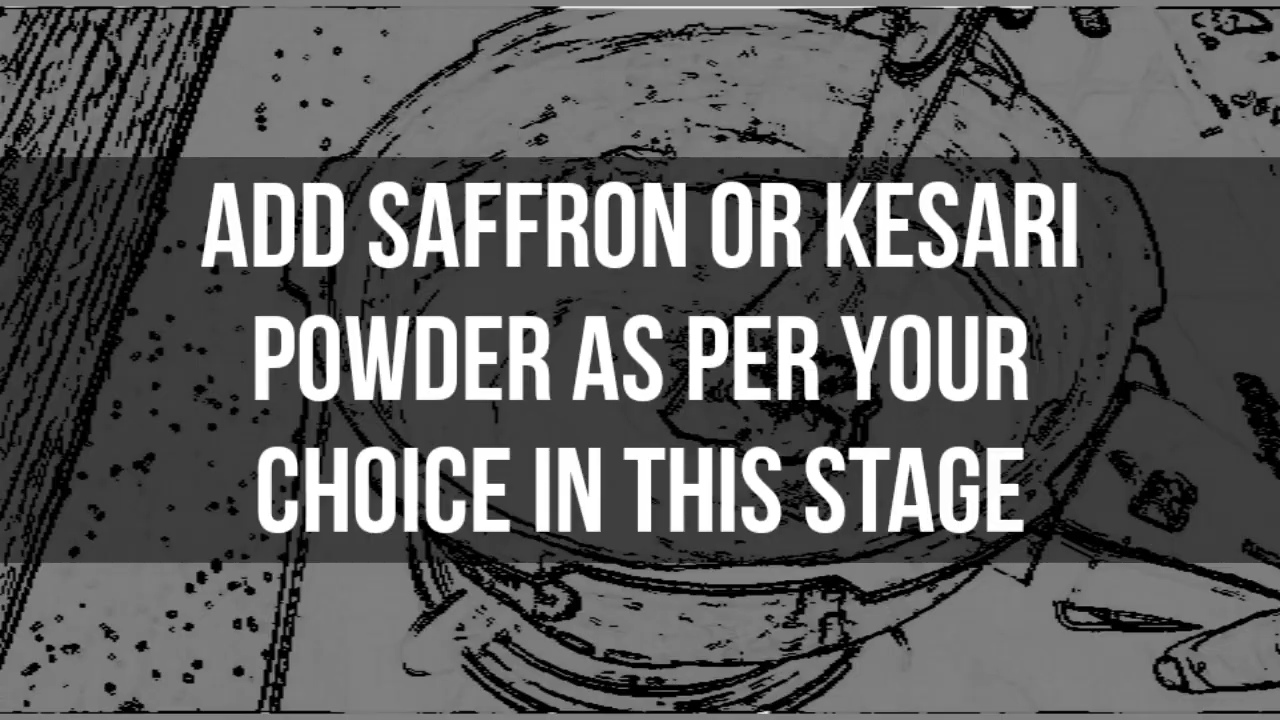 ADD SAFFRON OR KESARI
POWDER AS PER YOUR
CHOICE IN THIS STAGE